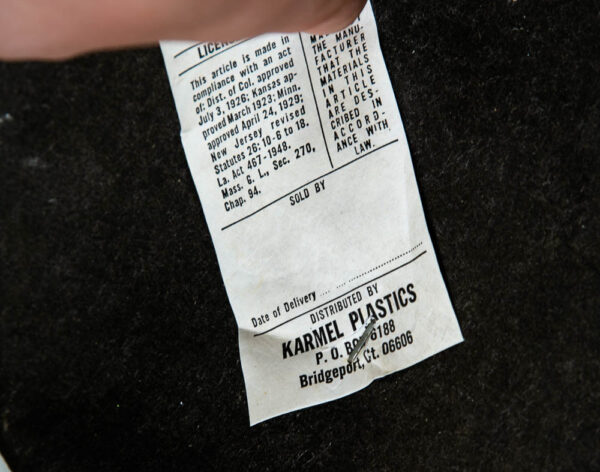 This article is made in
compliance with an act
of: Dist. of Col. approved
July 3, 1926; Kansas ap-
proved March 1923; Minn.
approved April 24, 1929;
New Jersey revised
Statutes 26: 10-6 to 18.
La. Act 467-1948.
Mass. G. L., Sec. 270,
Chap. 94.
THE MANU-
FACTURER
THAT THE
MATERIALS
IN THIS
ARTICLE
ARE DES-
CRIBED IN
ACCORD-
ANCE WITH
LAW.
SOLD BY
Date of Delivery
DISTRIBUTED BY
KARMEL PLASTICS
P. O. Box 6188
Bridgeport, Ct. 06606